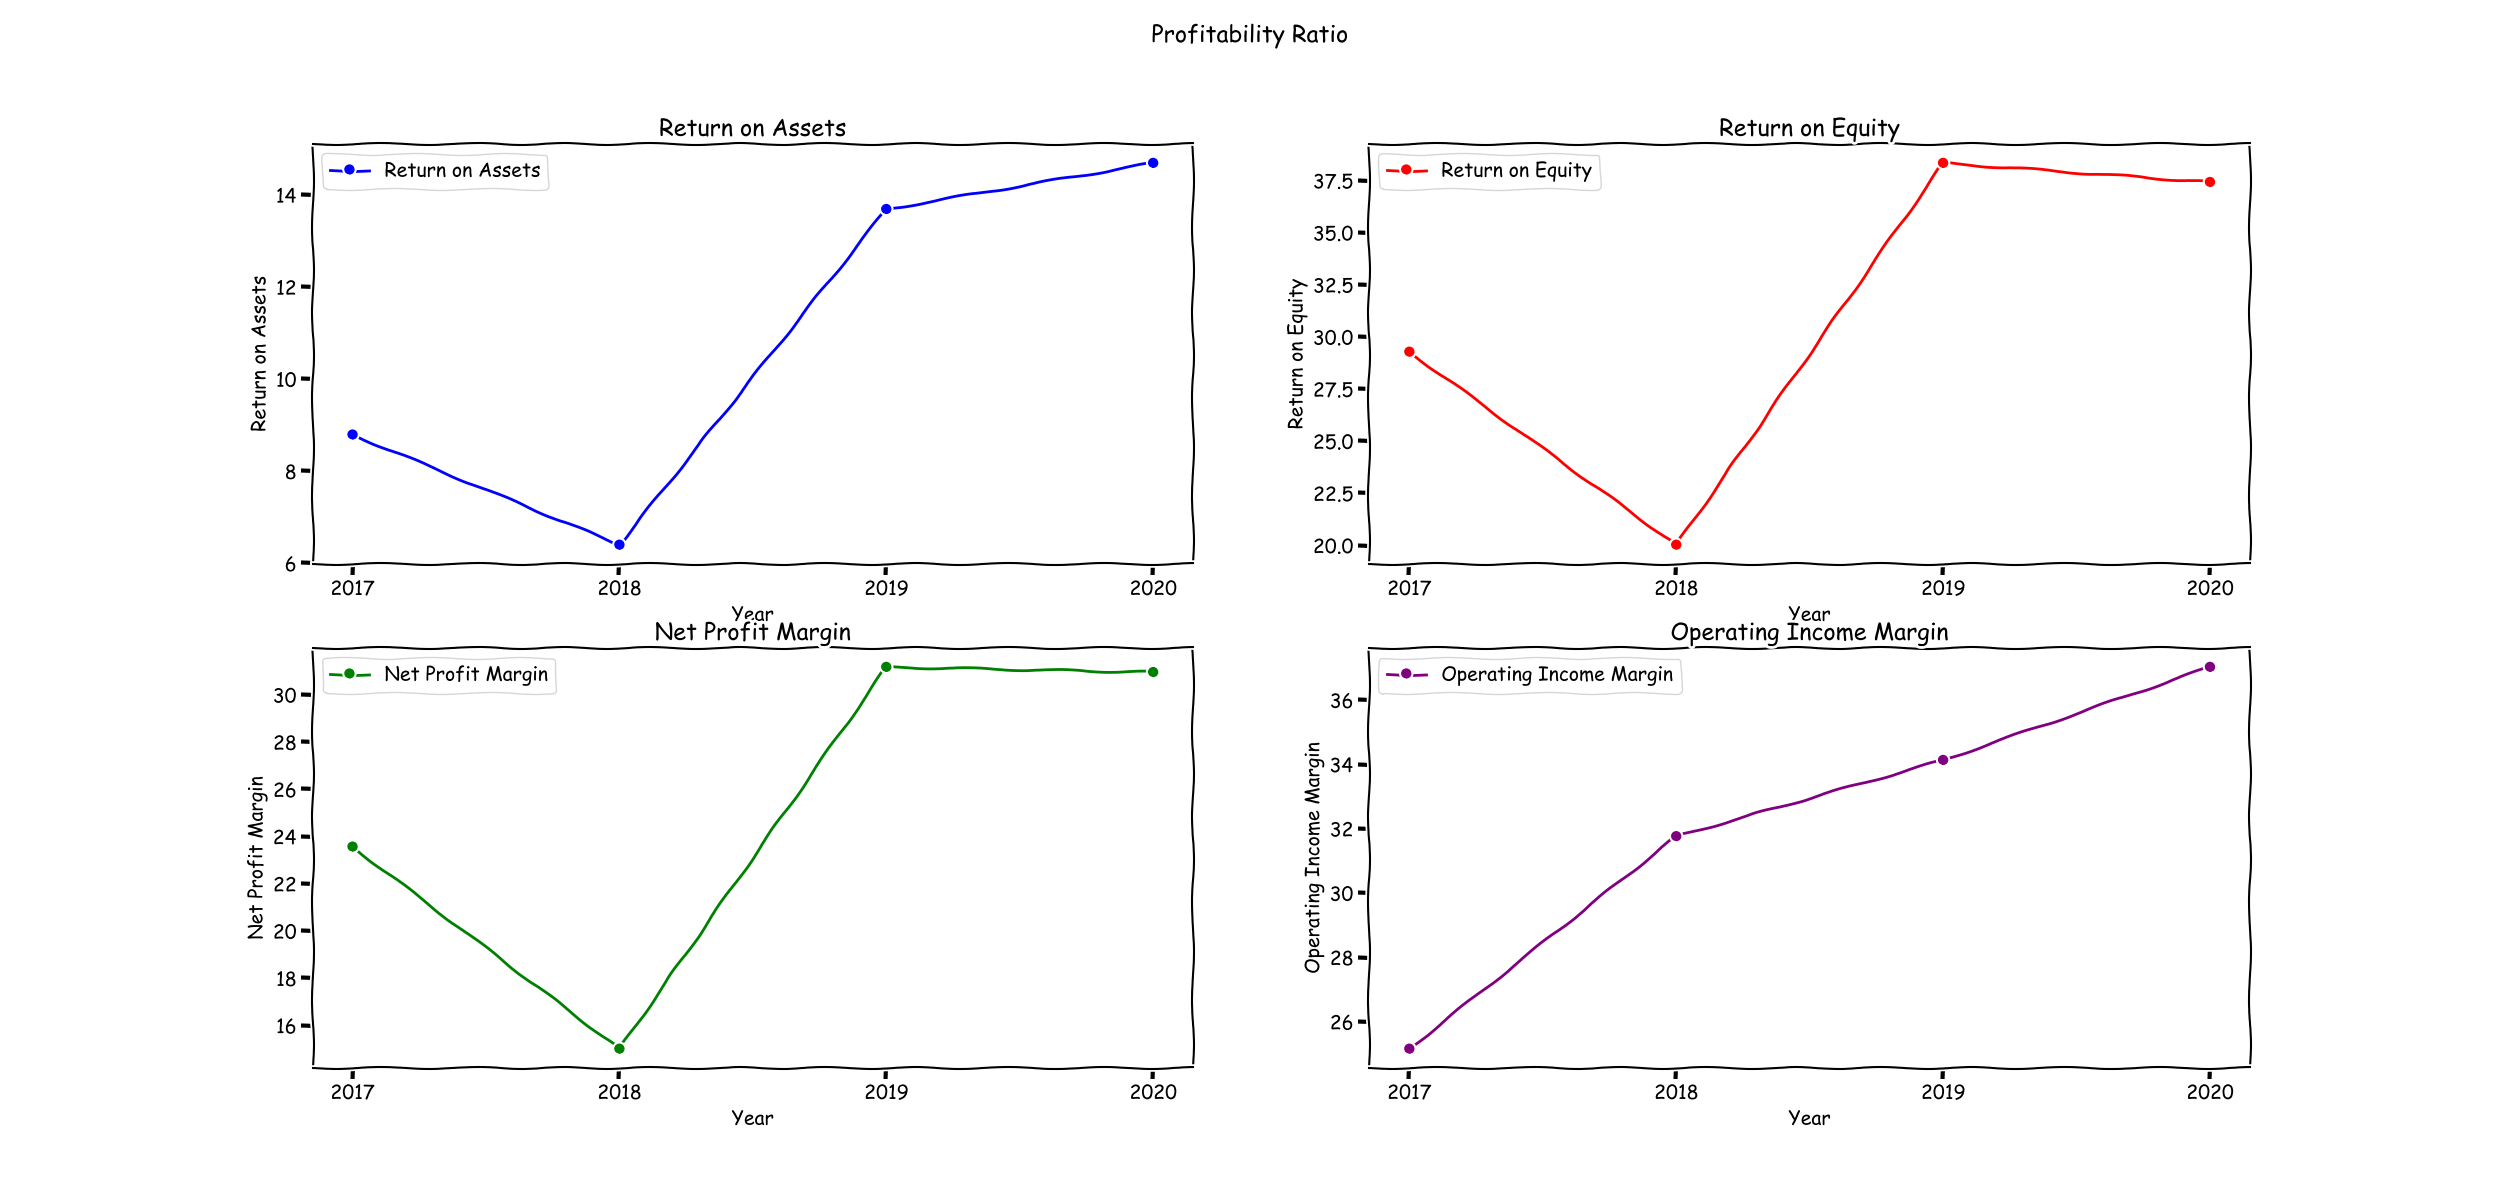 Profitability Ratio
Return on Assets
Return on Assets
Return on Assets
14
12
10
8
6
2017 2018 2019 2020
Year
Return on Equity
Return on Equity
Return on Equity
37.5
35.0
32.5
30.0
27.5
25.0
22.5
20.0
2017 2018 2019 2020
Year
Net Profit Margin
Net Profit Margin
Net Profit Margin
30
28
26
24
22
20
18
16
2017 2018 2019 2020
Year
Operating Income Margin
Operating Income Margin
Operating Income Margin
36
34
32
30
28
26
2017 2018 2019 2020
Year